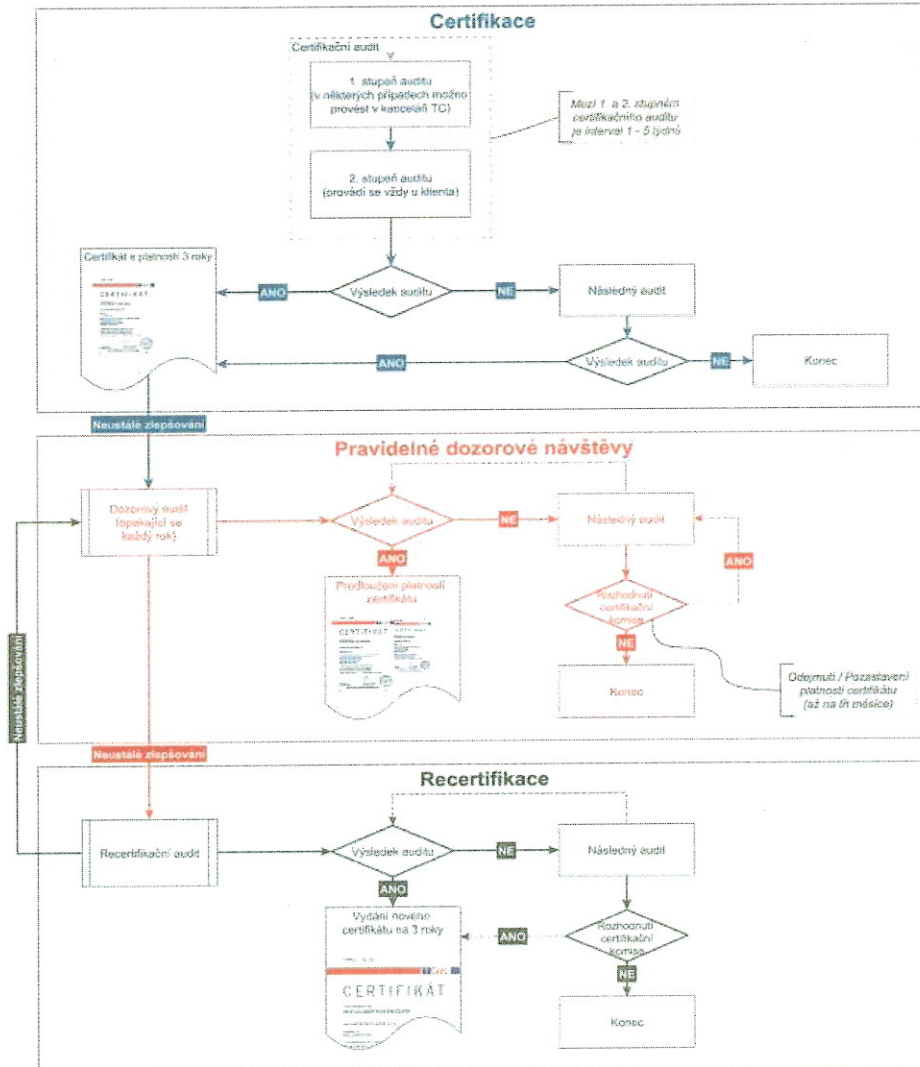 Certifikace
Certifikační audit
1. stupeň auditu
(v některých případech možno
provést v kanceláři TC)
Mezi 1 a 2. stupněm
certifikačního auditu
je interval 1 - 5 týdnů
2. stupeň auditu
(provádí se vždy u klienta)
Certifikát s platností 3 roky
CERTIFIKÁT
ANO
Výsledek auditu
NE
Následný audit
ANO
Výsledek auditu
NE
Konec
Neustálé zlepšování
Pravidelné dozorové návštěvy
Dozorový audit
(opakující se
každý rok)
Výsledek auditu
NE
Následný audit
ANO
ANO
Prodloužení platnosti
certifikátu
CERTIFIKÁT
Rozhodnutí
certifikační
komise
NE
Konec
Odejmutí / Pozastavení
platnosti certifikátu
(až na tři měsíce)
Neustálé zlepšování
Neustálé zlepšování
Recertifikace
Recertifikační audit
Výsledek auditu
NE
Následný audit
ANO
Vydání nového
certifikátu na 3 roky
ANO
Rozhodnutí
certifikační
komise
CERTIFIKÁT
NE
Konec